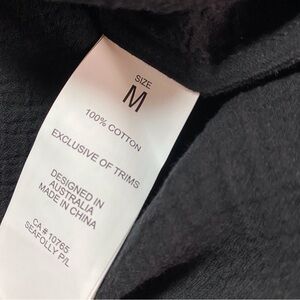 SIZE
M
100% COTTON
EXCLUSIVE OF TRIMS
DESIGNED IN
AUSTRALIA
MADE IN CHINA
CA # 10765
SEAFOLLY P/L